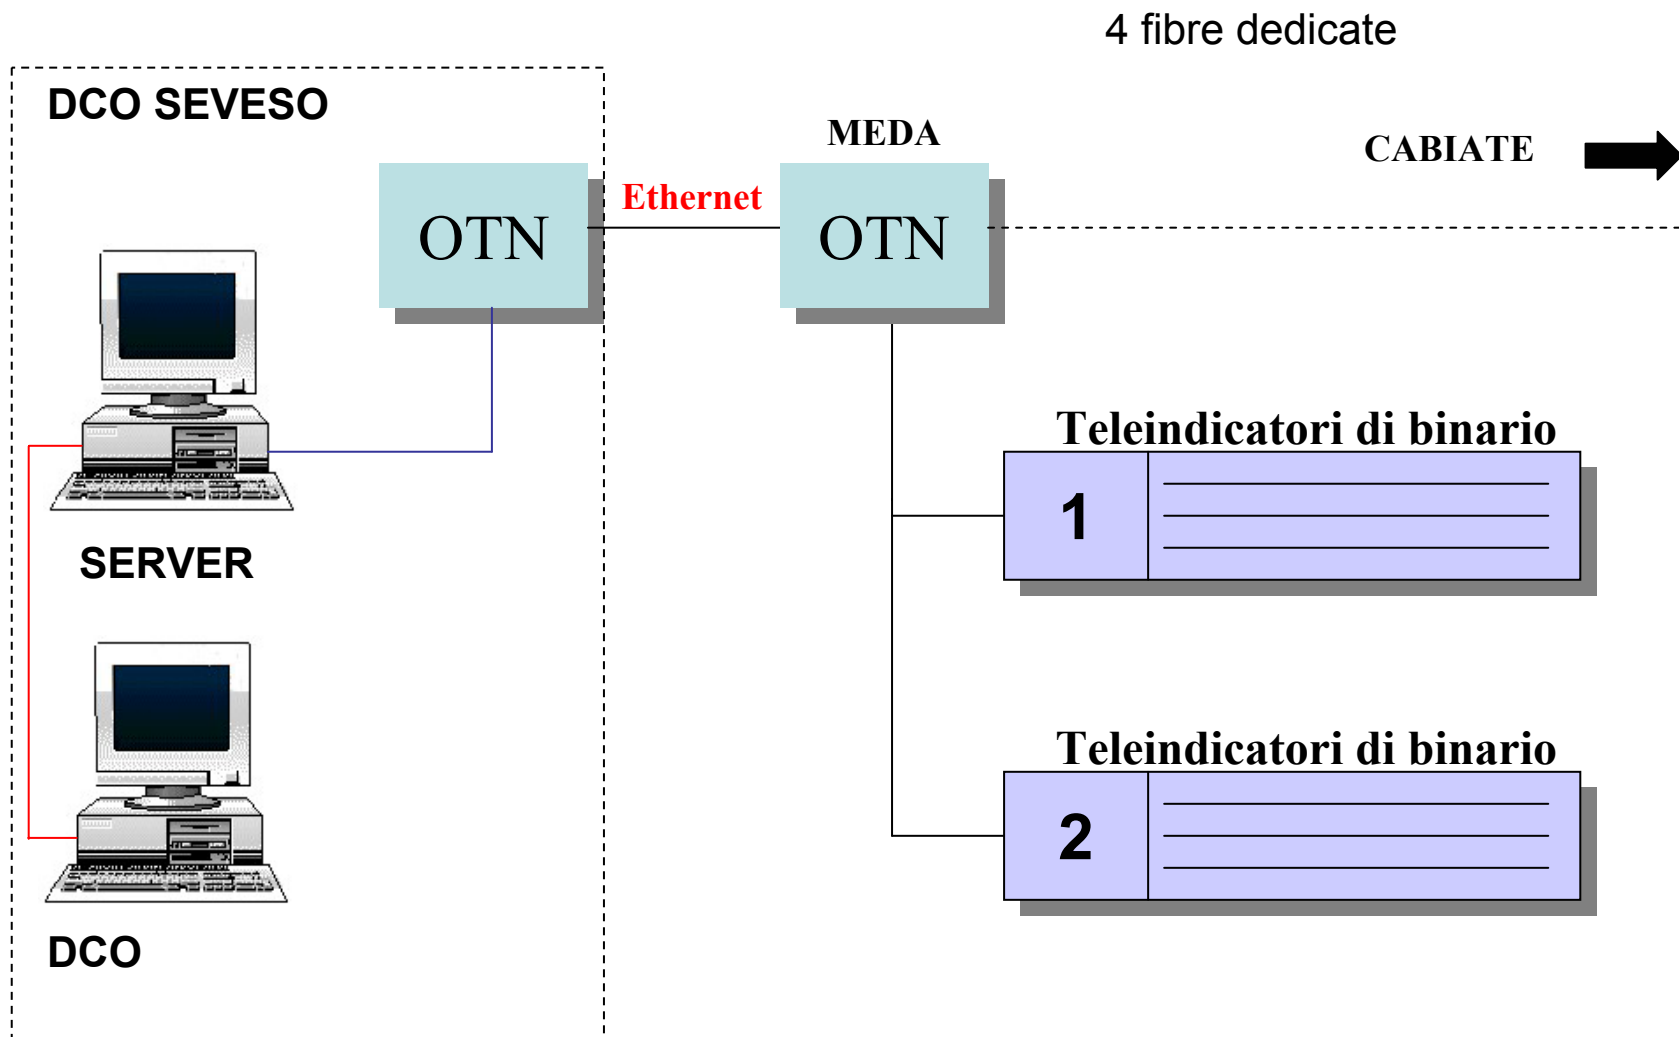 4 fibre dedicate
DCO SEVESO
MEDA
CABIATE
Ethernet
OTN
OTN
Teleindicatori di binario
1
SERVER
Teleindicatori di binario
2
DCO